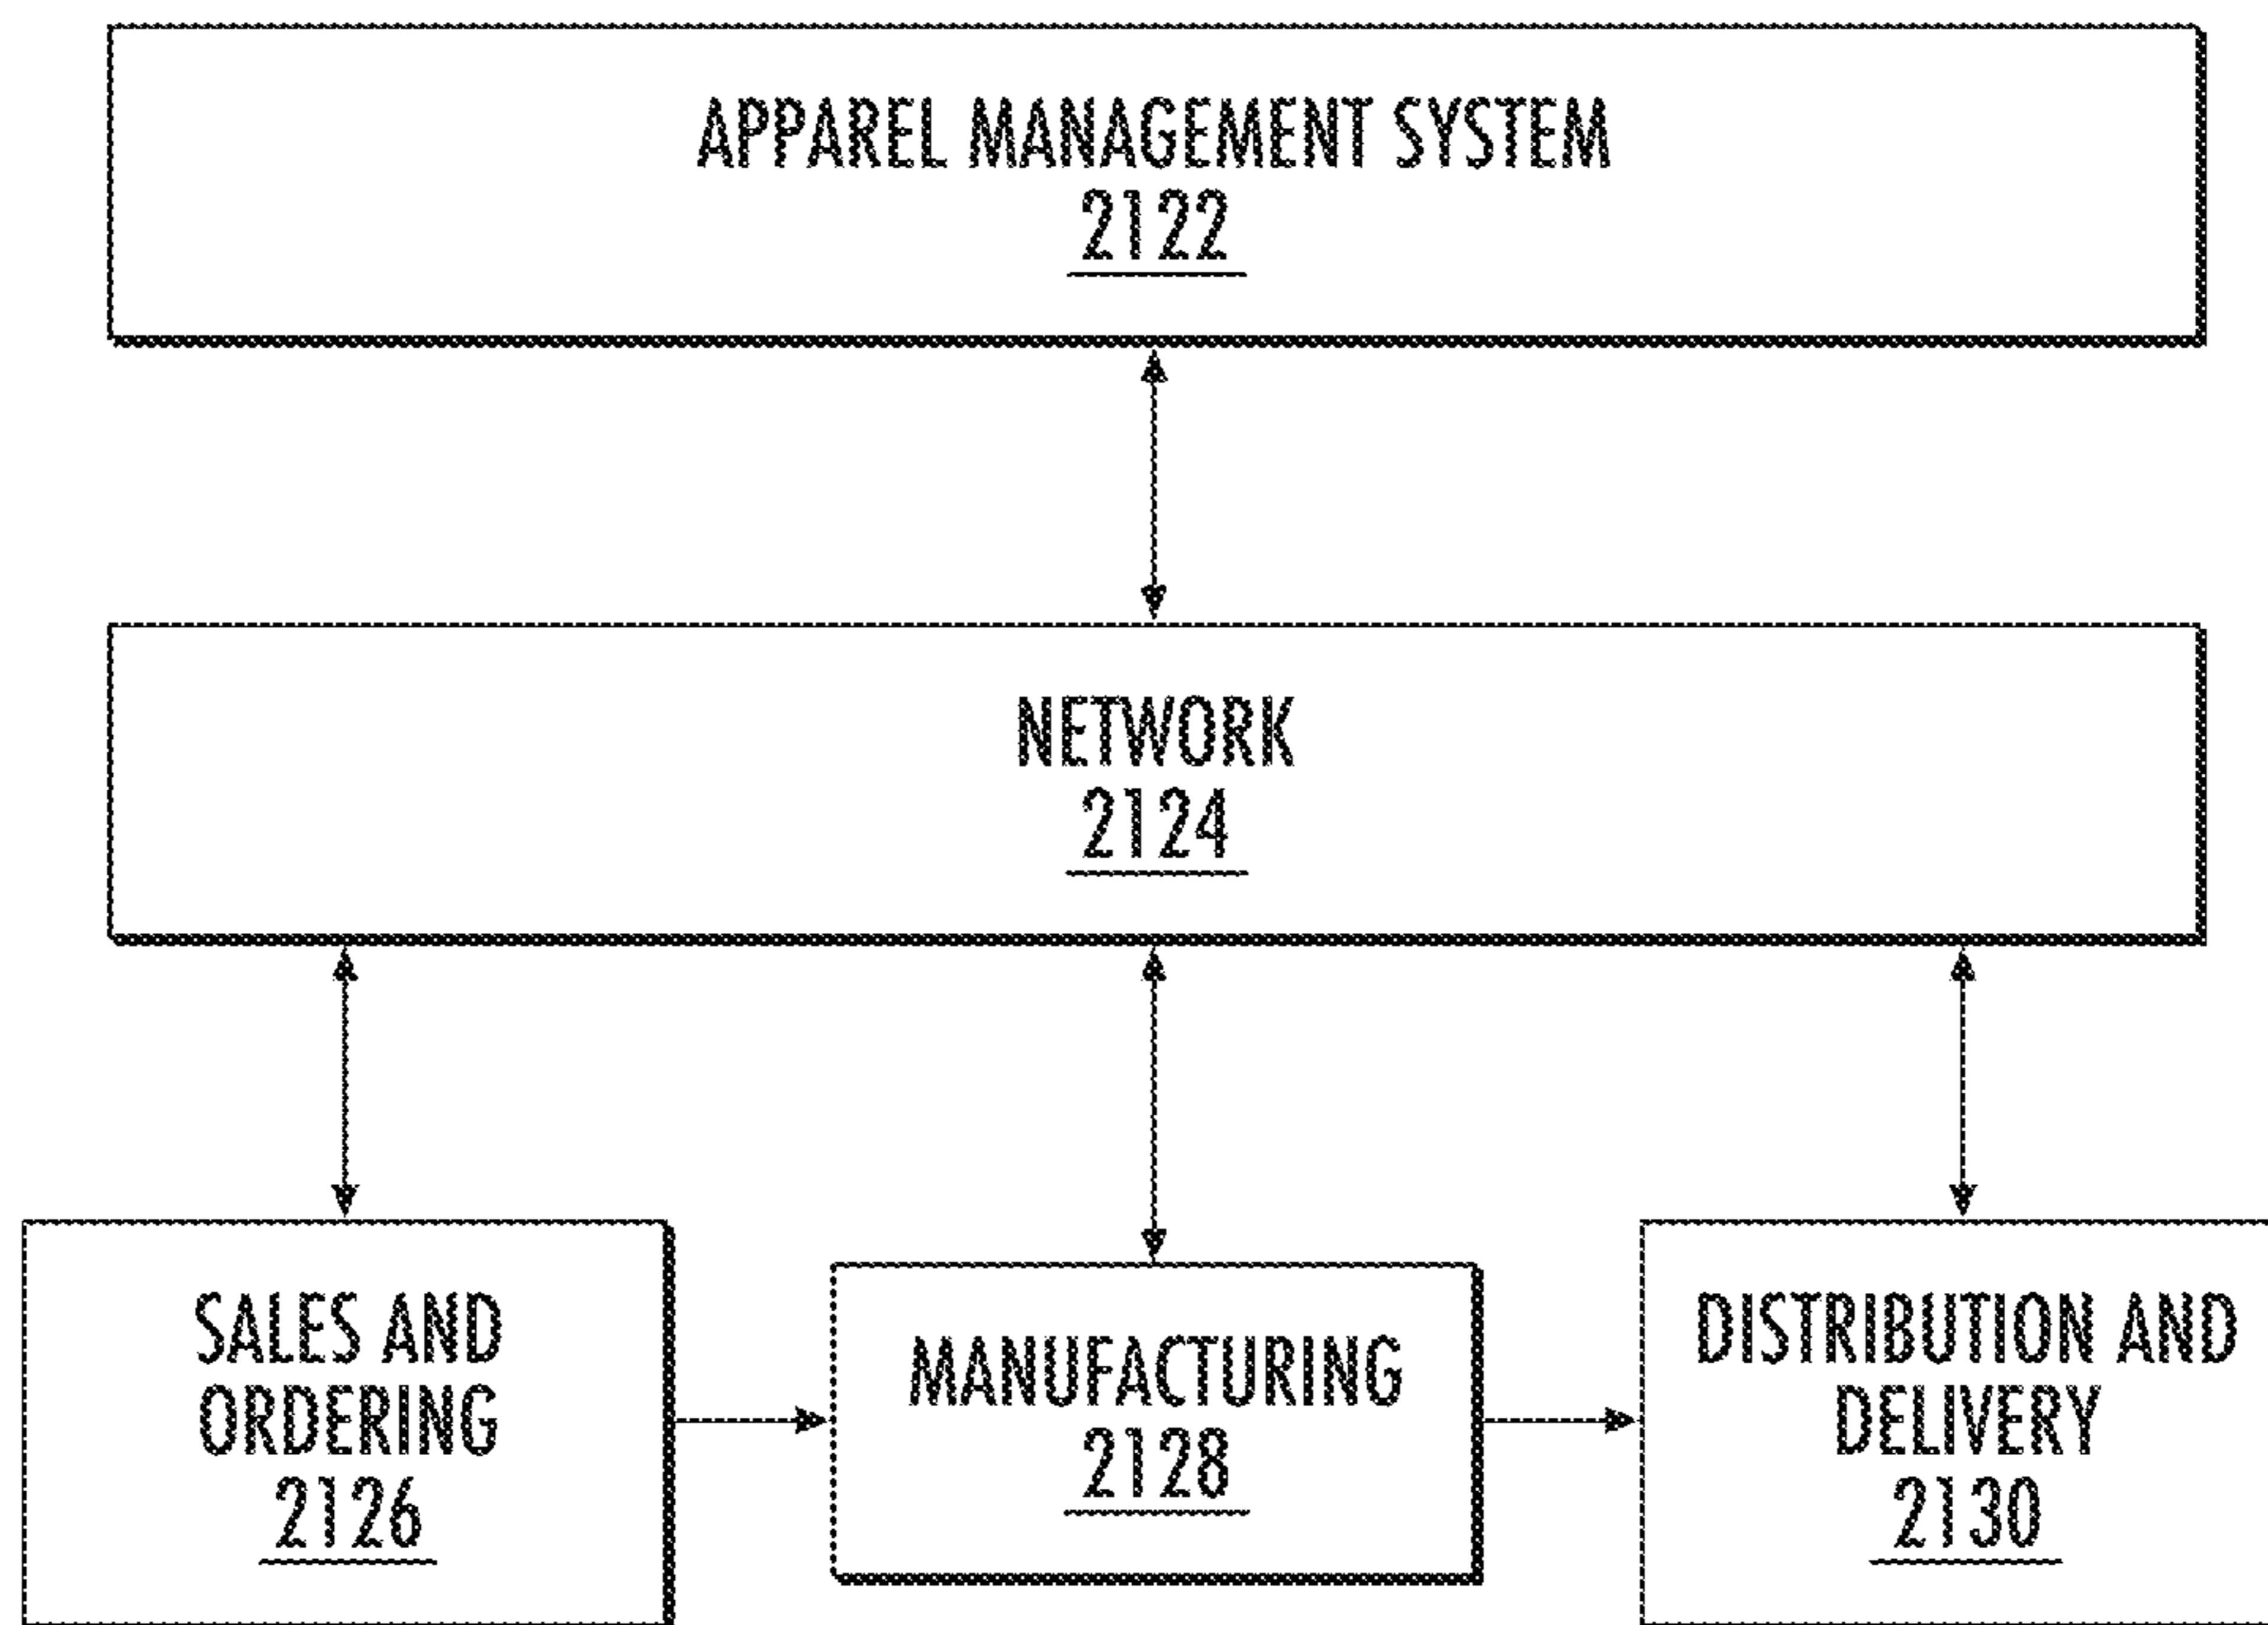 APPAREL MANAGEMENT SYSTEM
2122
NETWORK
2124
SALES AND
ORDERING
2126
MANUFACTURING
2128
DISTRIBUTION AND
DELIVERY
2130